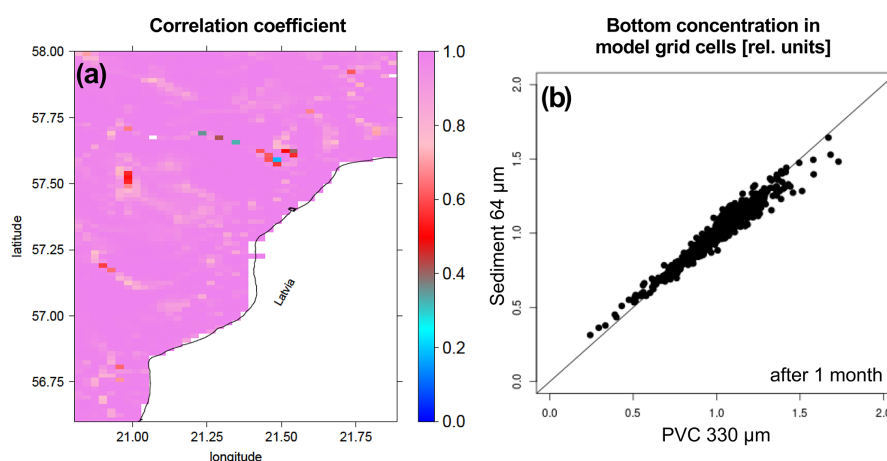 Correlation coefficient
(a)
58.00
57.75
57.50
57.25
57.00
56.75
latitude
21.00 21.25 21.50 21.75
longitude
Latvia
1.0
0.8
0.6
0.4
0.2
0.0
Bottom concentration in
model grid cells [rel. units]
(b)
2.0
1.5
1.0
0.5
0.0
Sediment 64 µm
after 1 month
0.0 0.5 1.0 1.5 2.0
PVC 330 µm